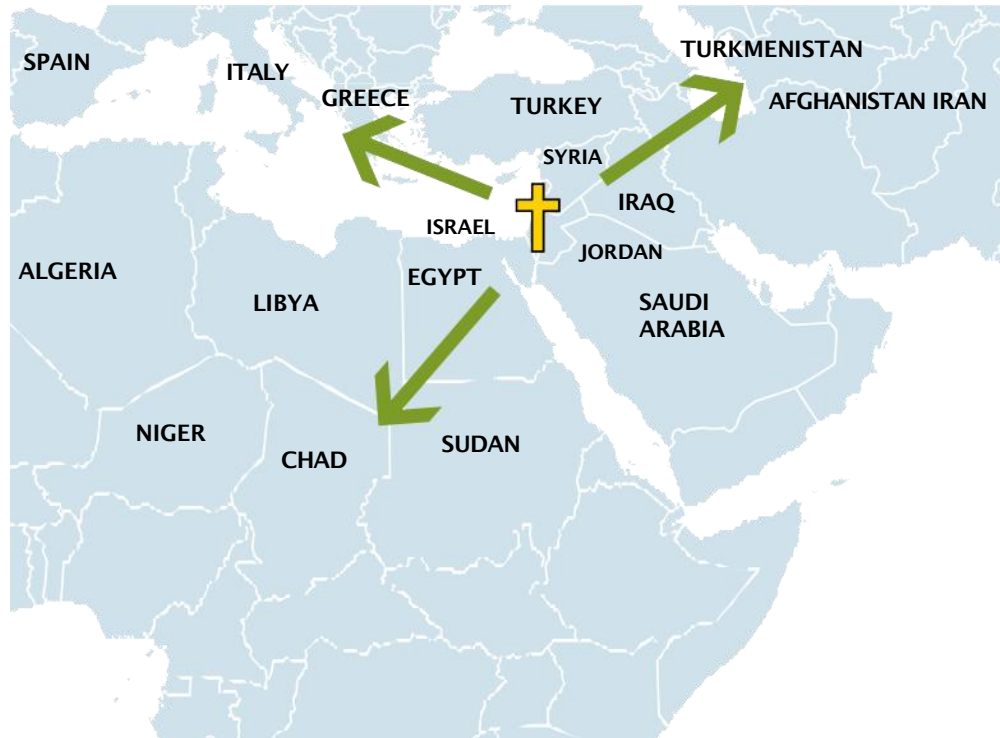 TURKMENISTAN
SPAIN
ITALY
GREECE
TURKEY
AFGHANISTAN IRAN
SYRIA
IRAQ
ISRAEL
JORDAN
ALGERIA
EGYPT
LIBYA
SAUDI
ARABIA
NIGER
CHAD
SUDAN